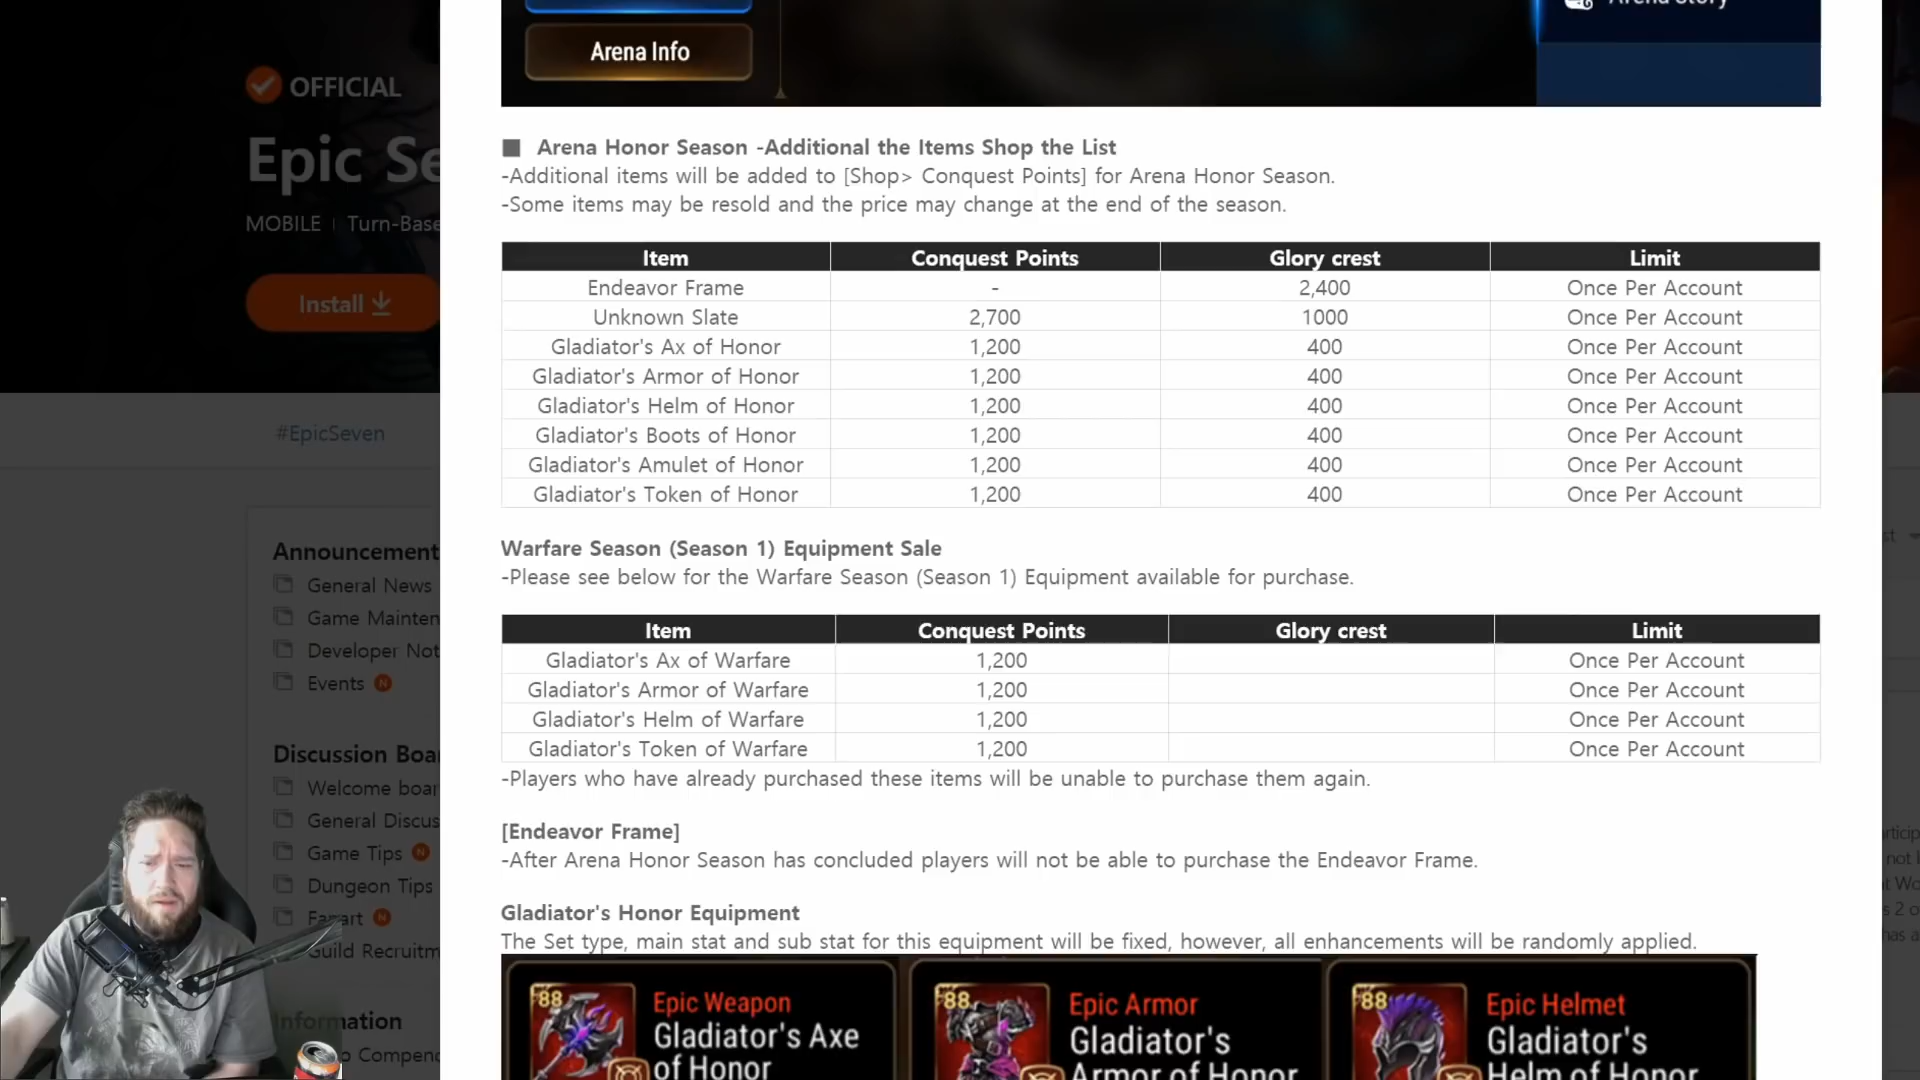 Arena Info
OFFICIAL
Epic Se
MOBILE | Turn-Base
Install
#EpicSeven
Announcement
General News
Game Mainten
Developer Not
Events N
Discussion Boa
Welcome boar
General Discus
Game Tips N
Dungeon Tips
Fanart N
Guild Recruitm
Information
Compend
■ Arena Honor Season -Additional the Items Shop the List
-Additional items will be added to [Shop> Conquest Points] for Arena Honor Season.
-Some items may be resold and the price may change at the end of the season.
Item Conquest Points Glory crest Limit
Endeavor Frame - 2,400 Once Per Account
Unknown Slate 2,700 1000 Once Per Account
Gladiator's Ax of Honor 1,200 400 Once Per Account
Gladiator's Armor of Honor 1,200 400 Once Per Account
Gladiator's Helm of Honor 1,200 400 Once Per Account
Gladiator's Boots of Honor 1,200 400 Once Per Account
Gladiator's Amulet of Honor 1,200 400 Once Per Account
Gladiator's Token of Honor 1,200 400 Once Per Account
Warfare Season (Season 1) Equipment Sale
-Please see below for the Warfare Season (Season 1) Equipment available for purchase.
Item Conquest Points Glory crest Limit
Gladiator's Ax of Warfare 1,200 Once Per Account
Gladiator's Armor of Warfare 1,200 Once Per Account
Gladiator's Helm of Warfare 1,200 Once Per Account
Gladiator's Token of Warfare 1,200 Once Per Account
-Players who have already purchased these items will be unable to purchase them again.
[Endeavor Frame]
-After Arena Honor Season has concluded players will not be able to purchase the Endeavor Frame.
Gladiator's Honor Equipment
The Set type, main stat and sub stat for this equipment will be fixed, however, all enhancements will be randomly applied.
88 Epic Weapon
Gladiator's Axe
of Honor
88 Epic Armor
Gladiator's
Armor of Honor
88 Epic Helmet
Gladiator's
Helm of Honor